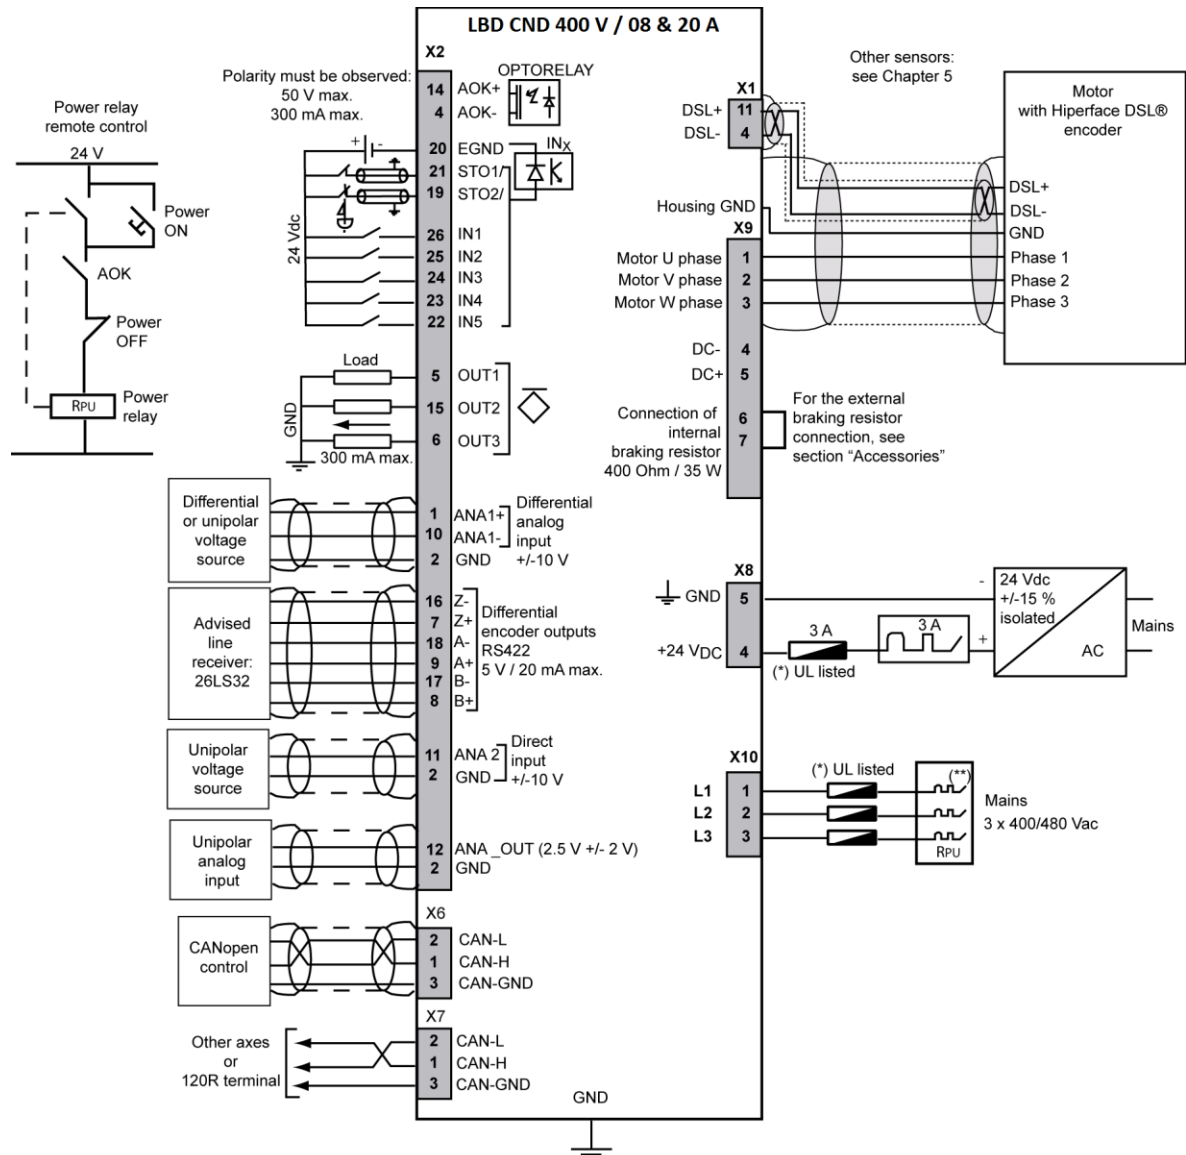 LBD CND 400 V / 08 & 20 A
Power relay
remote control
24 V
Power
ON
AOK
Power
OFF
RPU
Power
relay
Polarity must be observed:
50 V max.
300 mA max.
X2
OPTORELAY
14 AOK+
4 AOK-
+ -
20 EGND
INX
21 STO1/
19 STO2/
24 Vdc
26 IN1
25 IN2
24 IN3
23 IN4
22 IN5
Load
GND
5 OUT1
15 OUT2
6 OUT3
300 mA max.
Differential
or unipolar
voltage
source
1 ANA1+
10 ANA1-
2 GND
Differential
analog
input
+/-10 V
Advised
line
receiver:
26LS32
16 Z-
7 Z+
18 A-
9 A+
17 B-
8 B+
Differential
encoder outputs
RS422
5 V / 20 mA max.
Unipolar
voltage
source
11 ANA 2
2 GND
Direct
input
+/-10 V
Unipolar
analog
input
12 ANA _OUT (2.5 V +/- 2 V)
2 GND
CANopen
control
X6
2 CAN-L
1 CAN-H
3 CAN-GND
Other axes
or
120R terminal
X7
2 CAN-L
1 CAN-H
3 CAN-GND
GND
Other sensors:
see Chapter 5
X1
DSL+ 11
DSL- 4
Motor
with Hiperface DSL®
encoder
DSL+
DSL-
GND
Phase 1
Phase 2
Phase 3
Housing GND
X9
Motor U phase 1
Motor V phase 2
Motor W phase 3
DC- 4
DC+ 5
Connection of
internal
braking resistor
400 Ohm / 35 W
6
7
For the external
braking resistor
connection, see
section “Accessories”
X8
GND 5
+24 VDC 4
3 A
(*) UL listed
3 A
-
+
24 Vdc
+/-15 %
isolated
AC
Mains
X10
L1 1
L2 2
L3 3
(*) UL listed
(**)
RPU
Mains
3 x 400/480 Vac